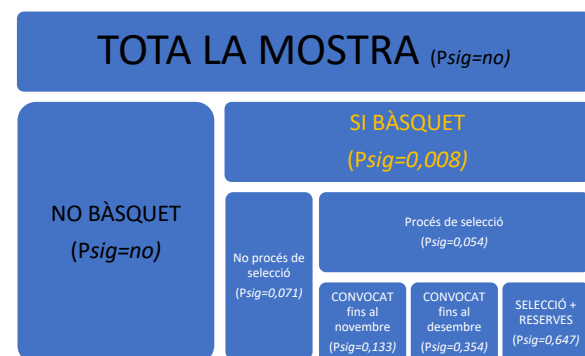 TOTA LA MOSTRA (Psig=no)
SI BÀSQUET
(Psig=0,008)
NO BÀSQUET
(Psig=no)
No procés de
selecció
(Psig=0,071)
Procés de selecció
(Psig=0,054)
CONVOCAT
fins al
novembre
(Psig=0,133)
CONVOCAT
fins al
desembre
(Psig=0,354)
SELECCIÓ +
RESERVES
(Psig=0,647)